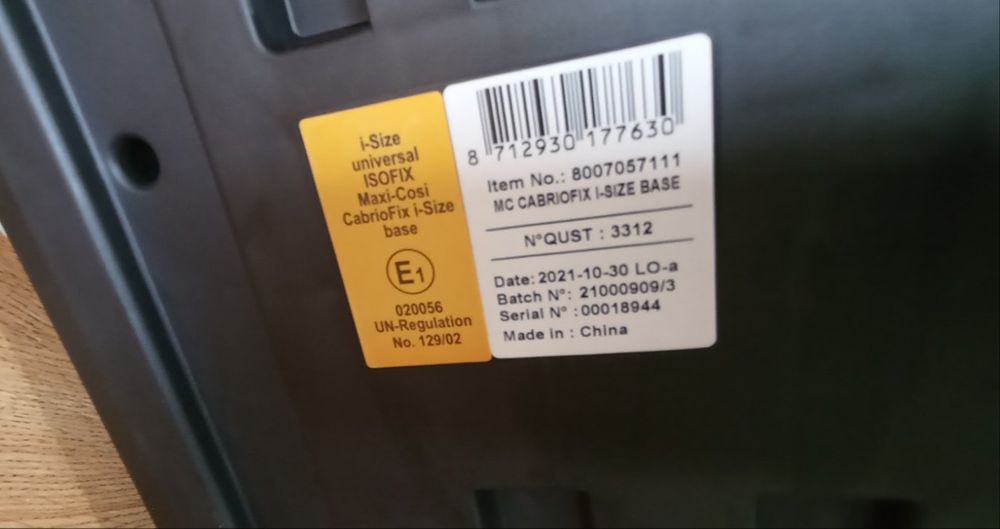 i-Size
universal
ISOFIX
Maxi-Cosi
CabrioFix i-Size
base
E1
020056
UN-Regulation
No. 129/02
8 712930 177630
Item No.: 8007057111
MC CABRIOFIX I-SIZE BASE
N°QUST : 3312
Date: 2021-10-30 LO-a
Batch N°: 21000909/3
Serial N° : 00018944
Made in : China